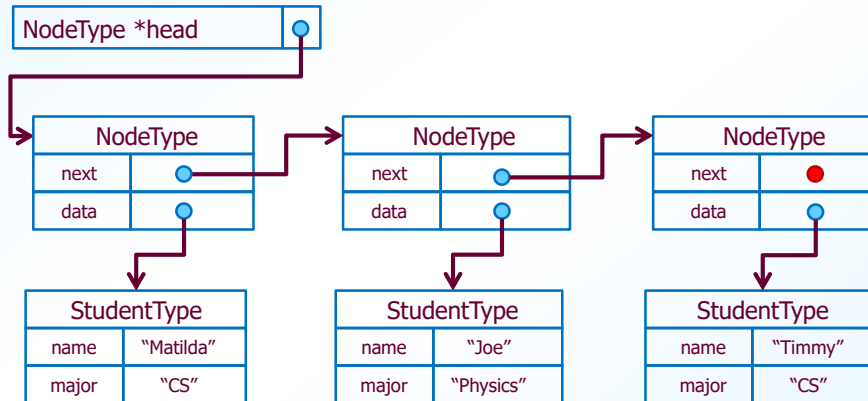 NodeType *head
NodeType NodeType NodeType
next next next
data data data
StudentType StudentType StudentType
name “Matilda” name “Joe” name “Timmy”
major “CS” major “Physics” major “CS”